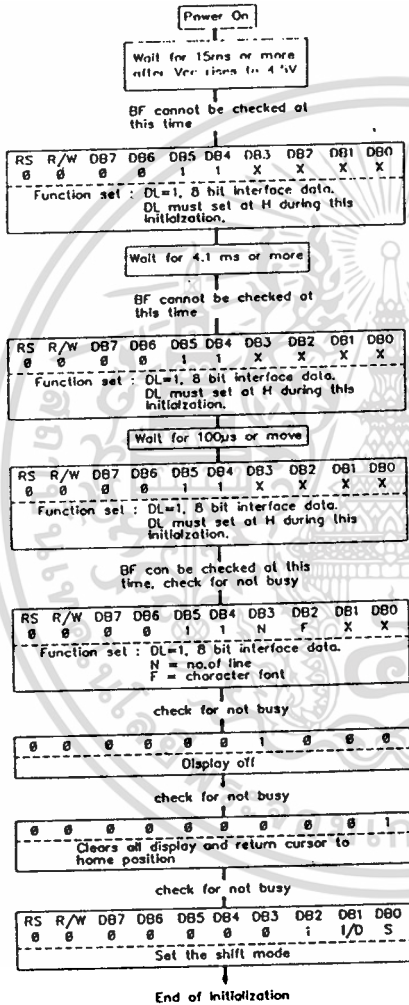 Power On
Wait for 15ms or more
after Vcc rises to 4.5V
BF cannot be checked at
this time
RS R/W DB7 DB6 DB5 DB4 DB3 DB7 DB1 DB0
0 0 0 0 1 1 X X X X
Function set : DL=1, 8 bit interface data.
DL must set at H during this
initialzation.
Wait for 4.1 ms or more
BF cannot be checked at
this time
RS R/W DB7 DB6 DB5 DB4 DB3 DB2 DB1 DB0
0 0 0 0 1 1 X X X X
Function set : DL=1, 8 bit interface data.
DL must set at H during this
initialzation.
Wait for 100µs or move
RS R/W DB7 DB6 DB5 DB4 DB3 DB2 DB1 DB0
0 0 0 0 1 1 X X X X
Function set : DL=1, 8 bit interface data.
DL must set at H during this
initialzation.
BF can be checked at this
time, check for not busy
RS R/W DB7 DB6 DB5 DB4 DB3 DB2 DB1 DB0
0 0 0 0 1 1 N F X X
Function set : DL=1, 8 bit interface data.
N = no.of line
F = character font
check for not busy
0 0 0 0 0 0 1 0 0 0
Display off
check for not busy
0 0 0 0 0 0 0 0 0 1
Clears all display and return cursor to
home position
check for not busy
RS R/W DB7 DB6 DB5 DB4 DB3 DB2 DB1 DB0
0 0 0 0 0 0 0 i I/D S
Set the shift mode
End of initialization